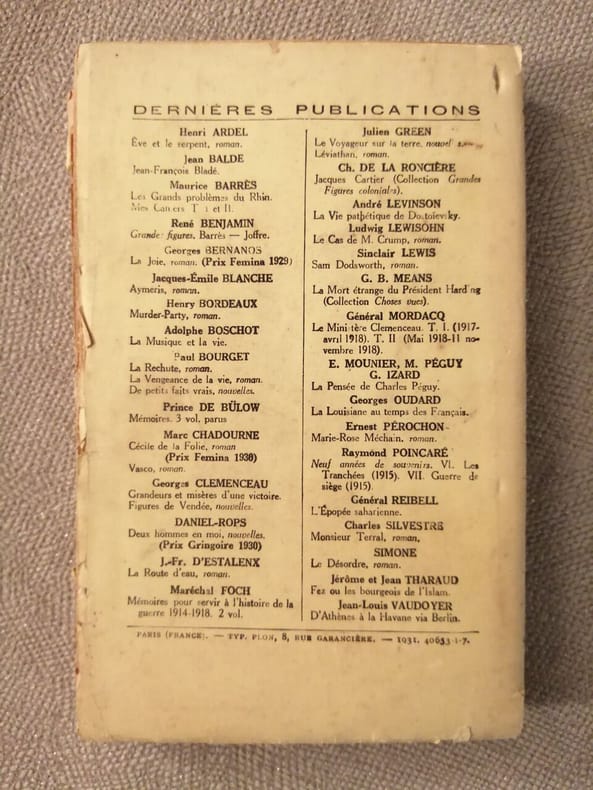 DERNIÈRES PUBLICATIONS
Henri ARDEL
Ève et le serpent, roman.
Jean BALDE
Jean-François Bladé.
Maurice BARRÈS
Les Grands problèmes du Rhin.
Mes Cahiers T. I et II.
René BENJAMIN
Grandes figures, Barrès — Joffre.
Georges BERNANOS
La Joie, roman. (Prix Femina 1929)
Jacques-Émile BLANCHE
Aymeris, roman.
Henry BORDEAUX
Murder-Party, roman.
Adolphe BOSCHOT
La Musique et la vie.
Paul BOURGET
La Rechute, roman.
La Vengeance de la vie, roman.
De petits faits vrais, nouvelles.
Prince DE BÜLOW
Mémoires. 3 vol. parus
Marc CHADOURNE
Cécile de la Folie, roman
(Prix Femina 1930)
Vasco, roman.
Georges CLEMENCEAU
Grandeurs et misères d'une victoire.
Figures de Vendée, nouvelles.
DANIEL-ROPS
Deux hommes en moi, nouvelles.
(Prix Gringoire 1930)
J.-Fr. D'ESTALENX
La Route d'eau, roman.
Maréchal FOCH
Mémoires pour servir à l'histoire de la
guerre 1914-1918. 2 vol.
Julien GREEN
Le Voyageur sur la terre,
Léviathan, roman.
Ch. DE LA RONCIÈRE
Jacques Cartier (Collection Grandes
Figures coloniales).
André LEVINSON
La Vie pathétique de Dostoïevsky.
Ludwig LEWISOHN
Le Cas de M. Crump, roman.
Sinclair LEWIS
Sam Dodsworth, roman.
G. B. MEANS
La Mort étrange du Président Harding
(Collection Choses vues).
Général MORDACQ
Le Ministère Clemenceau. T. I. (1917-
avril 1918). T. II (Mai 1918-11 no-
vembre 1918).
E. MOUNIER, M. PÉGUY
G. IZARD
La Pensée de Charles Péguy.
Georges OUDARD
La Louisiane au temps des Français.
Ernest PÉROCHON
Marie-Rose Méchain, roman.
Raymond POINCARÉ
Neuf années de souvenirs. VI. Les
Tranchées (1915). VII. Guerre de
siège (1915).
Général REIBELL
L'Épopée saharienne.
Charles SILVESTRE
Monsieur Terral, roman.
SIMONE
Le Désordre, roman.
Jérôme et Jean THARAUD
Fez ou les bourgeois de l'Islam.
Jean-Louis VAUDOYER
D'Athènes à la Havane via Berlin.
PARIS (FRANCE). — TYP. PLON, 8, RUE GARANCIÈRE. — 1931. 40653-I-7.